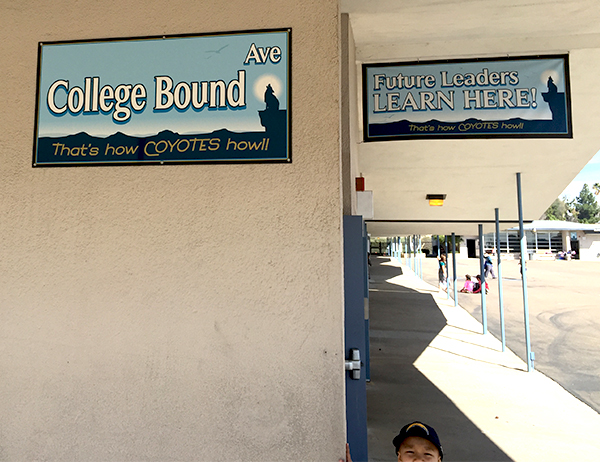 College Bound Ave
That's how COYOTES howl!
Future Leaders
LEARN HERE!
That's how COYOTES howl!